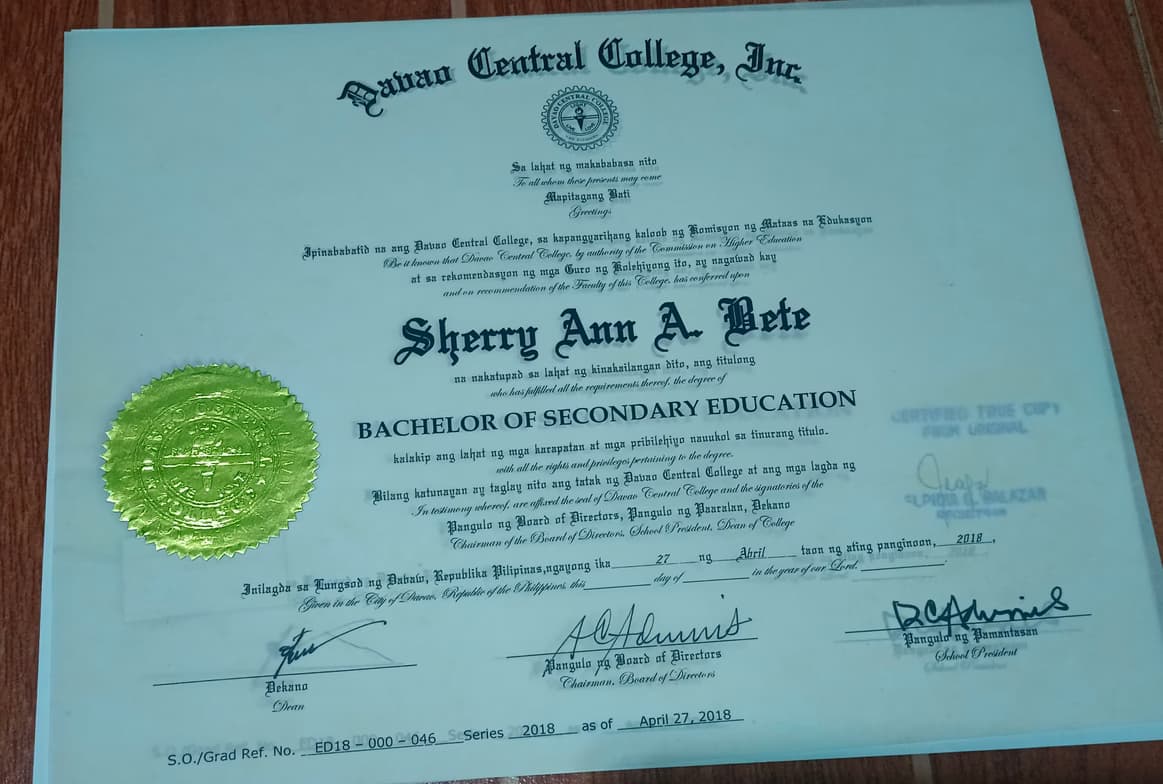 Davao Central College, Inc.
DAVAO CENTRAL COLLEGE
LIGHT
LIFE LOVE
Sa lahat ng makababasa nito
To all whom these presents may come
Mapitagang Bati
Greetings
Ipinababatid na ang Davao Central College, sa kapangyarihang kaloob ng Komisyon ng Mataas na Edukasyon
Be it known that Davao Central College, by authority of the Commission on Higher Education
at sa rekomendasyon ng mga Guro ng Kolehiyong ito, ay nagawad kay
and on recommendation of the Faculty of this College, has conferred upon
Sherry Ann A. Bete
na nakatupad sa lahat ng kinakailangan dito, ang titulong
who has fulfilled all the requirements thereof, the degree of
BACHELOR OF SECONDARY EDUCATION
kalakip ang lahat ng mga karapatan at mga pribilehiyo nauukol sa tinurang titulo.
with all the rights and privileges pertaining to the degree.
CERTIFIED TRUE COPY
FROM ORIGINAL
Bilang katunayan ay taglay nito ang tatak ng Davao Central College at ang mga lagda ng
In testimony whereof, are affixed the seal of Davao Central College and the signatories of the
Pangulo ng Board of Directors, Pangulo ng Paaralan, Dekano
Chairman of the Board of Directors, School President, Dean of College
Inilagda sa Lungsod ng Dabaw, Republika Pilipinas,ngayong ika 27 ng Abril taon ng ating panginoon, 2018 ,
Given in the City of Davao, Republic of the Philippines, this day of in the year of our Lord, .
Dekano
Dean
Pangulo ng Board of Directors
Chairman, Board of Directors
Pangulo ng Pamantasan
School President
S.O./Grad Ref. No. ED18 – 000 – 046 Series 2018 as of April 27, 2018